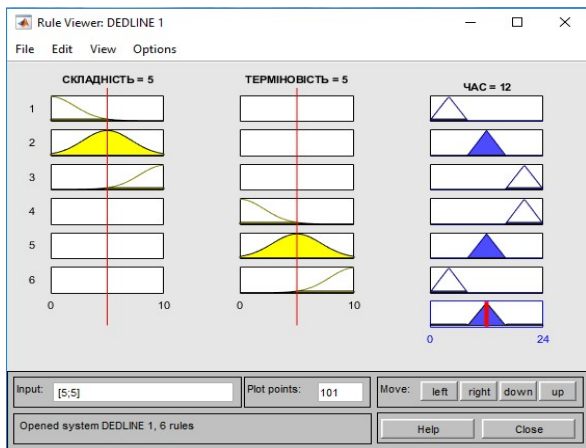 Rule Viewer: DEDLINE 1
File Edit View Options
СКЛАДНІСТЬ = 5
ТЕРМІНОВІСТЬ = 5
ЧАС = 12
1
2
3
4
5
6
0 10
0 10
0 24
Input: [5;5]
Plot points: 101
Move: left right down up
Opened system DEDLINE 1, 6 rules
Help Close